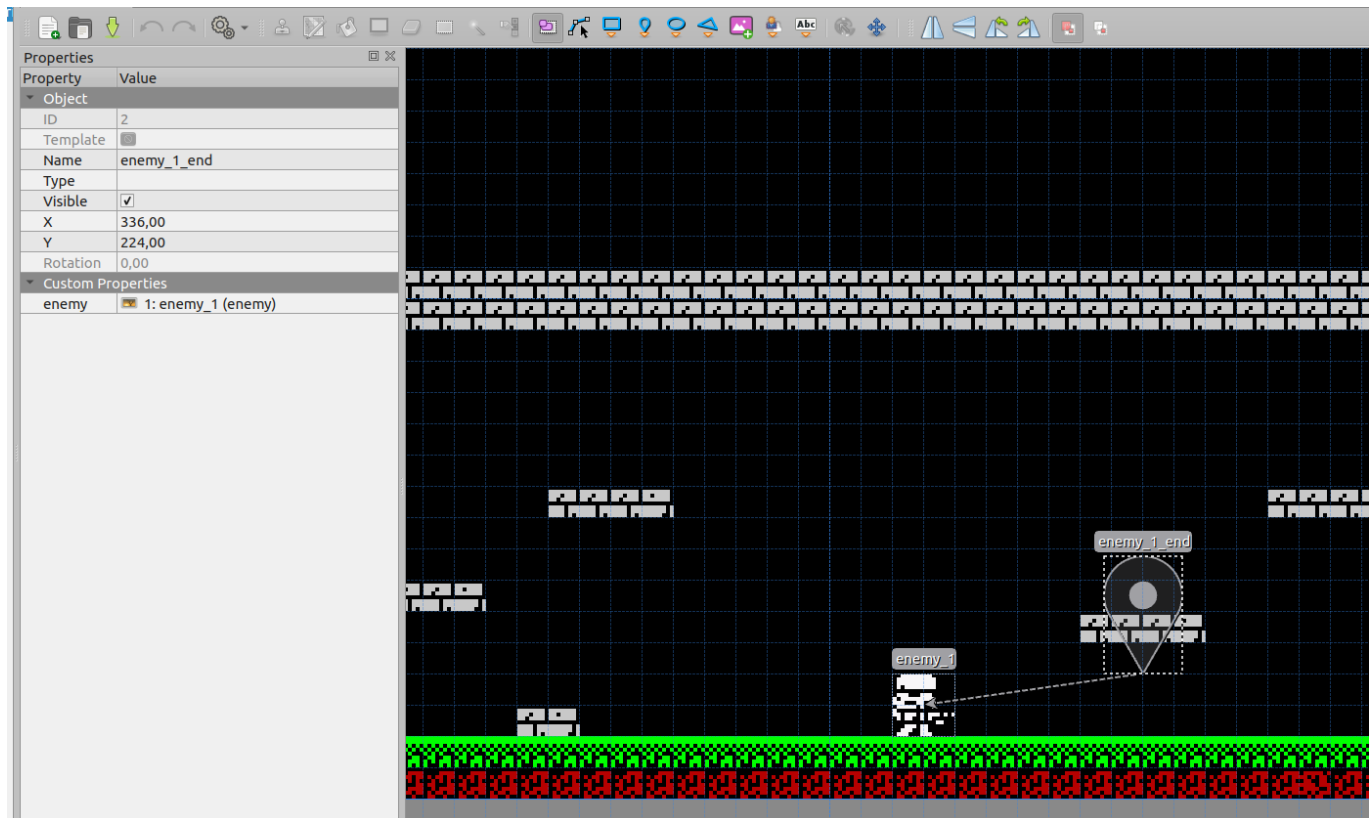 Abc
Properties
Property Value
Object
ID 2
Template
Name enemy_1_end
Type
Visible
X 336,00
Y 224,00
Rotation 0,00
Custom Properties
enemy 1: enemy_1 (enemy)
enemy_1_end
enemy_1